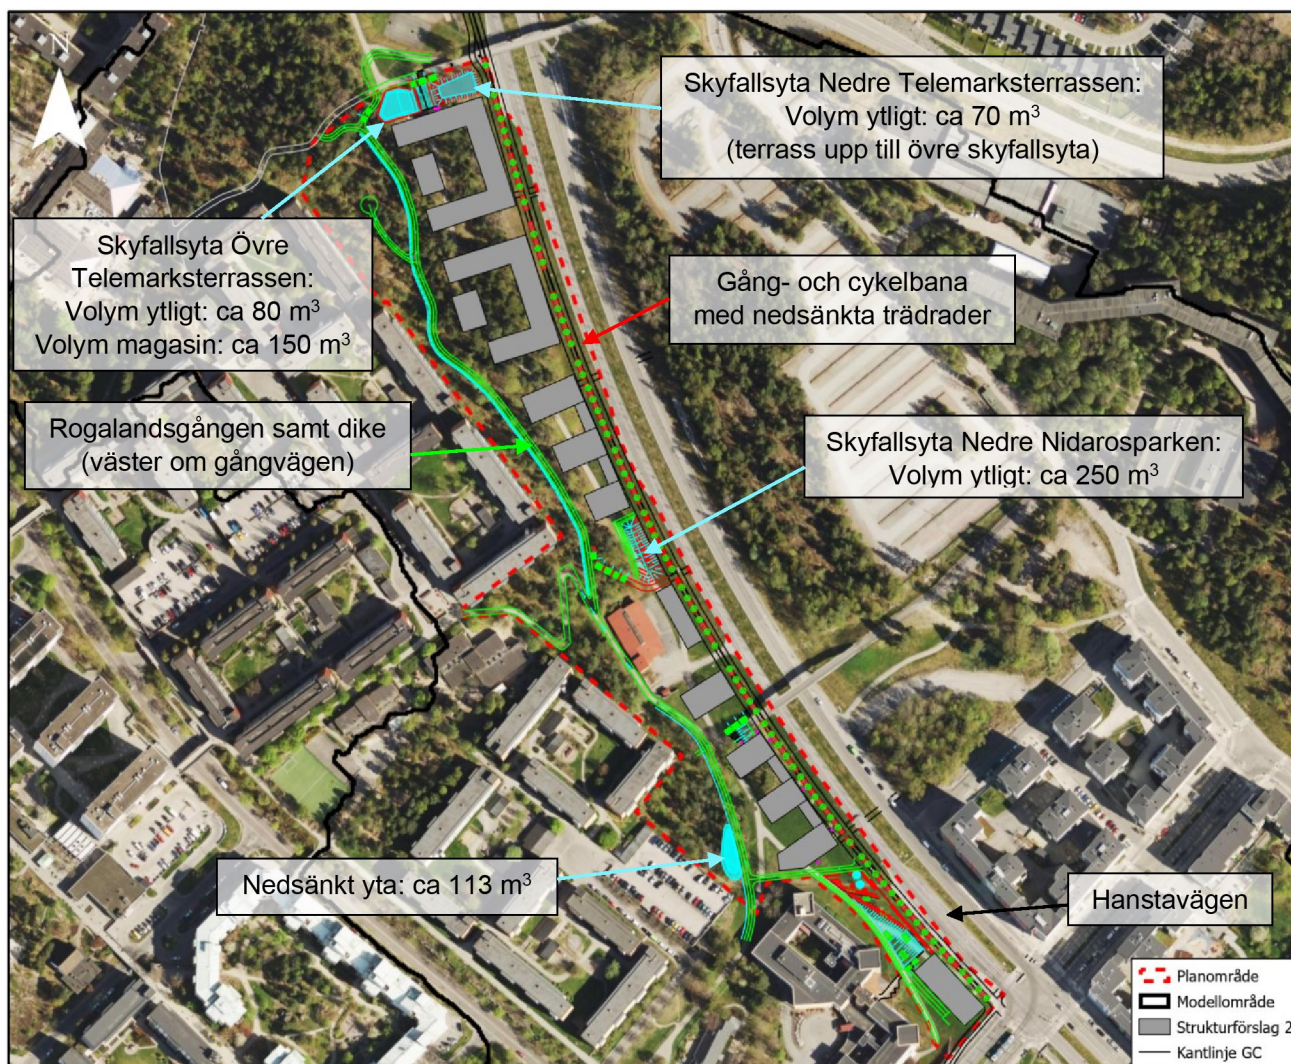 N
Skyfallsyta Nedre Telemarksterrassen:
Volym ytligt: ca 70 m³
(terrass upp till övre skyfallsyta)
Skyfallsyta Övre
Telemarksterrassen:
Volym ytligt: ca 80 m³
Volym magasin: ca 150 m³
Gång- och cykelbana
med nedsänkta trädrader
Rogalandsgången samt dike
(väster om gångvägen)
Skyfallsyta Nedre Nidarosparken:
Volym ytligt: ca 250 m³
Nedsänkt yta: ca 113 m³
Hanstavägen
Planområde
Modellområde
Strukturförslag 2
Kantlinje GC